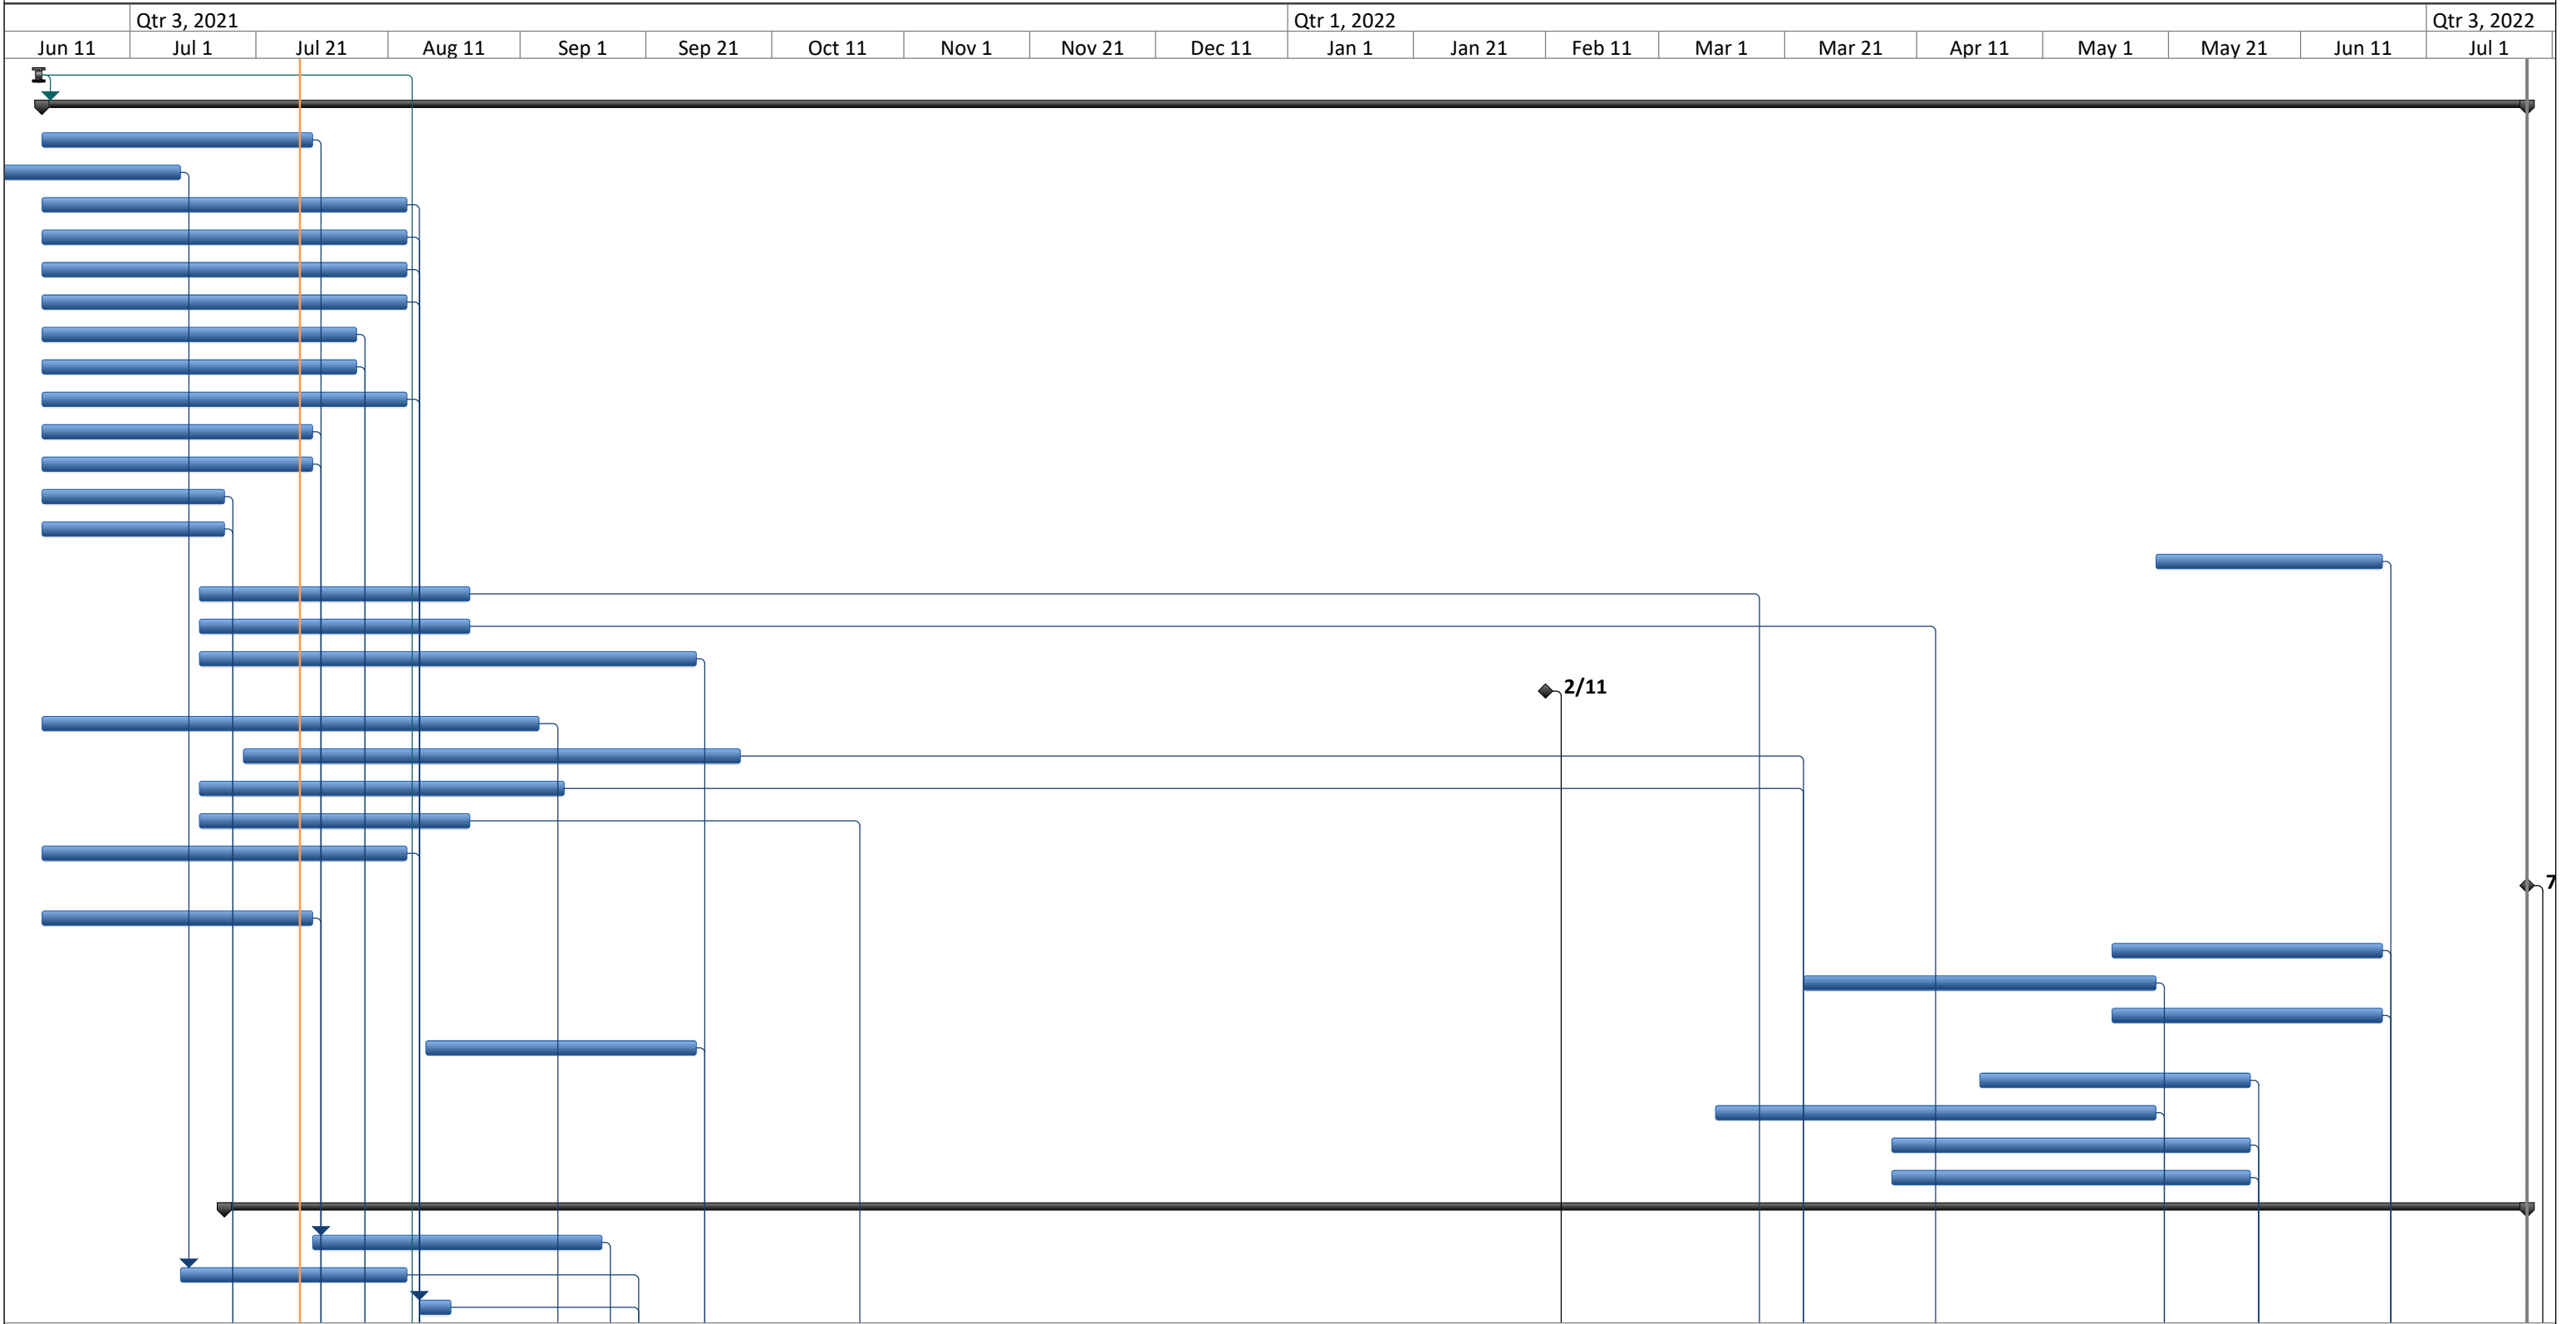 Qtr 3, 2021 Qtr 1, 2022 Qtr 3, 2022
Jun 11 Jul 1 Jul 21 Aug 11 Sep 1 Sep 21 Oct 11 Nov 1 Nov 21 Dec 11 Jan 1 Jan 21 Feb 11 Mar 1 Mar 21 Apr 11 May 1 May 21 Jun 11 Jul 1
2/11
7